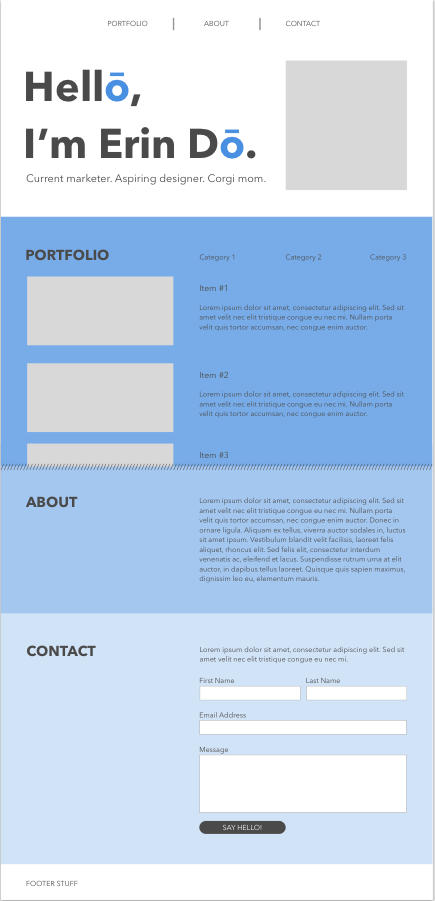 PORTFOLIO | ABOUT | CONTACT
Hellō,
I’m Erin Dō.
Current marketer. Aspiring designer. Corgi mom.
PORTFOLIO
Category 1 Category 2 Category 3
Item #1
Lorem ipsum dolor sit amet, consectetur adipiscing elit. Sed sit
amet velit nec elit tristique congue eu nec mi. Nullam porta
velit quis tortor accumsan, nec congue enim auctor.
Item #2
Lorem ipsum dolor sit amet, consectetur adipiscing elit. Sed sit
amet velit nec elit tristique congue eu nec mi. Nullam porta
velit quis tortor accumsan, nec congue enim auctor.
Item #3
ABOUT
Lorem ipsum dolor sit amet, consectetur adipiscing elit. Sed sit
amet velit nec elit tristique congue eu nec mi. Nullam porta
velit quis tortor accumsan, nec congue enim auctor. Donec in
ornare ligula. Aliquam ex tellus, viverra auctor sodales in, luctus
sit amet ipsum. Vestibulum blandit velit facilisis, laoreet felis
aliquet, rhoncus elit. Sed felis elit, consectetur interdum
venenatis ac, eleifend et lacus. Suspendisse rutrum urna at elit
auctor, in dapibus tellus laoreet. Quisque quis sapien maximus,
dignissim leo eu, elementum mauris.
CONTACT
Lorem ipsum dolor sit amet, consectetur adipiscing elit. Sed sit
amet velit nec elit tristique congue eu nec mi.
First Name Last Name
Email Address
Message
SAY HELLO!
FOOTER STUFF